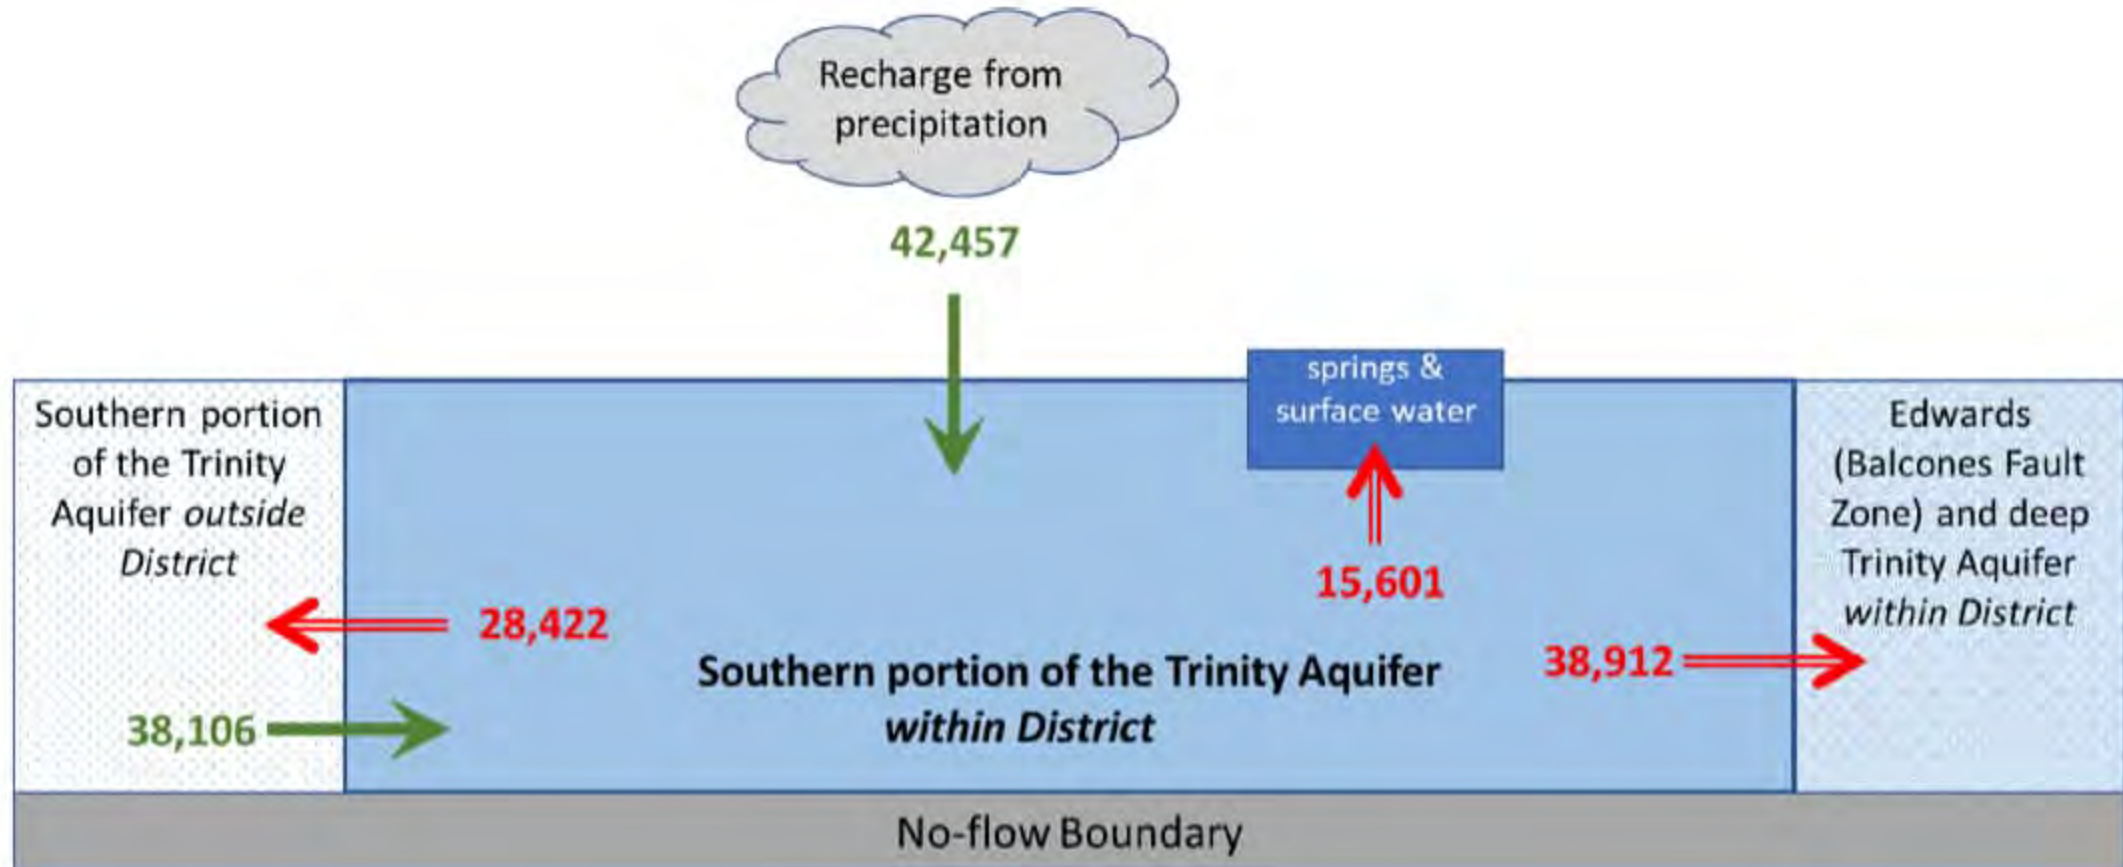 Recharge from
precipitation
42,457
springs &
surface water
15,601
Southern portion
of the Trinity
Aquifer outside
District
28,422
38,106
Southern portion of the Trinity Aquifer
within District
Edwards
(Balcones Fault
Zone) and deep
Trinity Aquifer
within District
38,912
No-flow Boundary